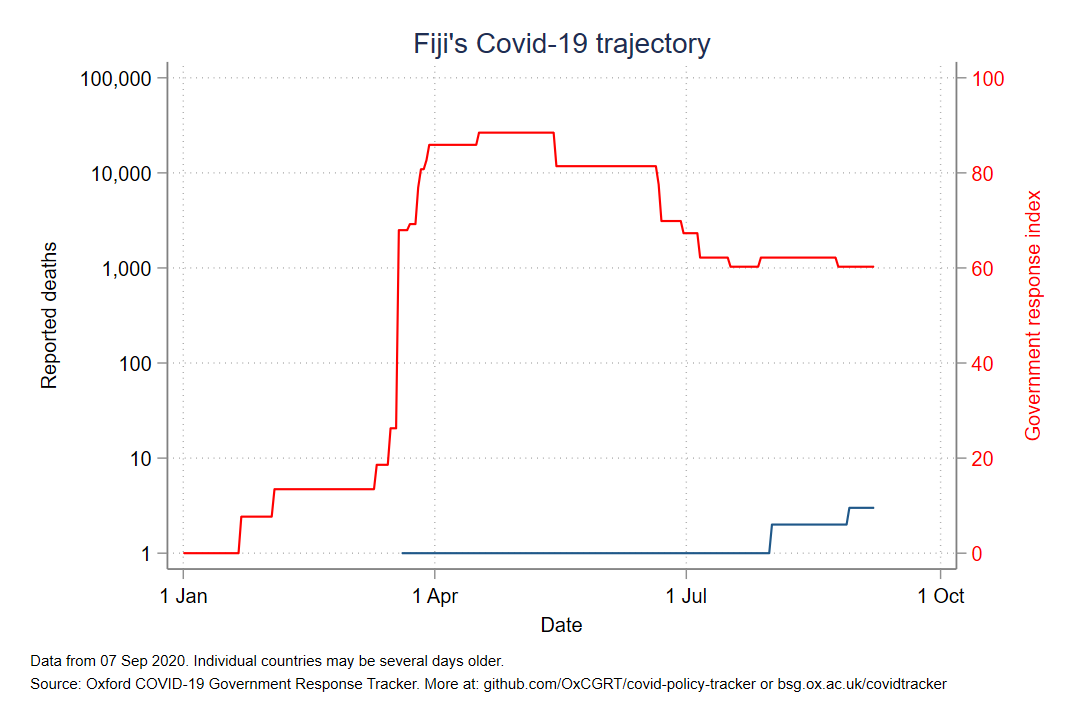 Fiji's Covid-19 trajectory
100,000
10,000
1,000
100
10
1
Reported deaths
100
80
60
40
20
0
Government response index
1 Jan
1 Apr
1 Jul
1 Oct
Date
Data from 07 Sep 2020. Individual countries may be several days older.
Source: Oxford COVID-19 Government Response Tracker. More at: github.com/OxCGRT/covid-policy-tracker or bsg.ox.ac.uk/covidtracker